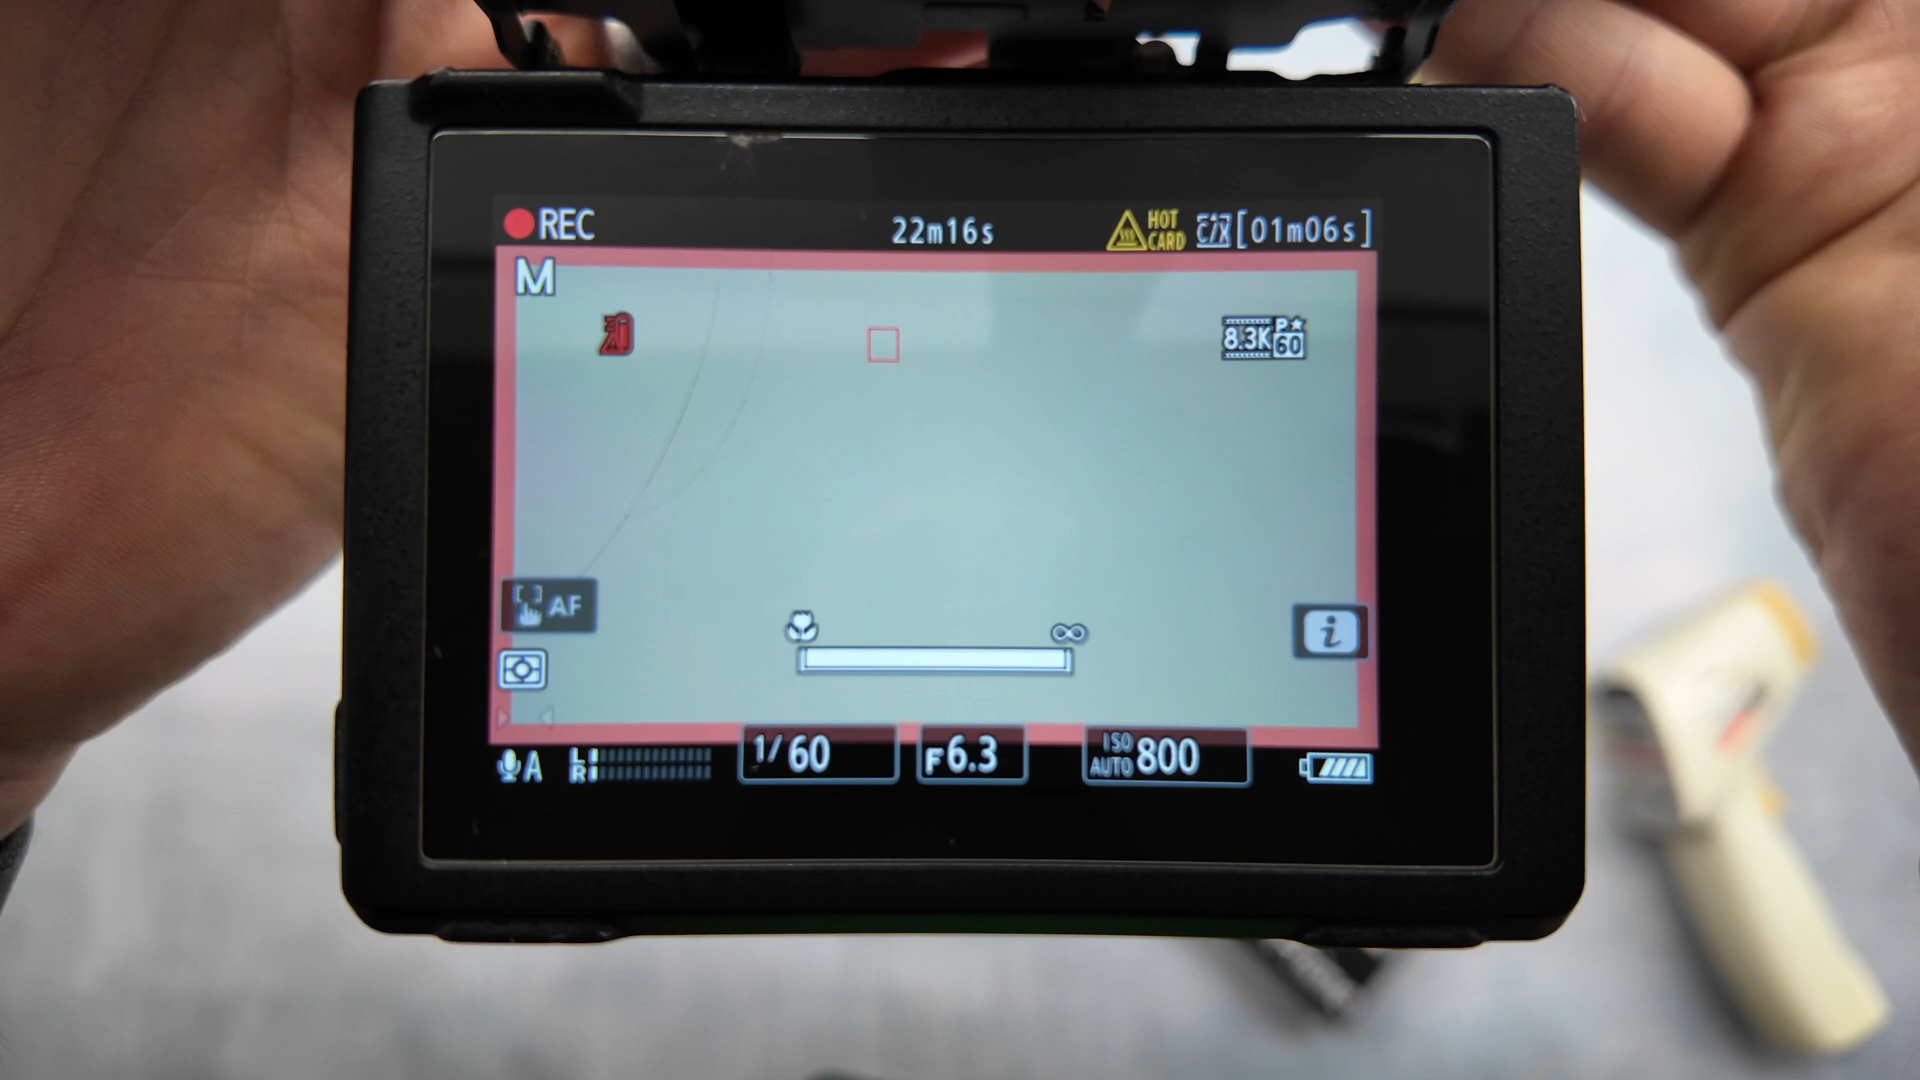 REC 22m16s HOT CARD C/X [01m06s]
M
8.3K P★ 60
AF
i
A L R 1/60 F6.3 ISO AUTO 800